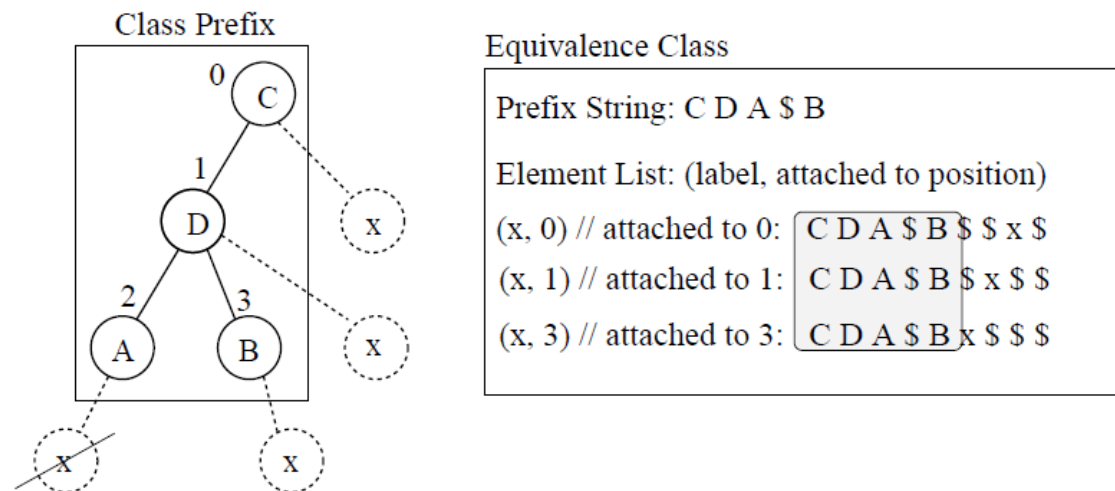 Class Prefix
0
C
1
D
x
2
3
A
B
x
x
x
Equivalence Class
Prefix String: C D A $ B
Element List: (label, attached to position)
(x, 0) // attached to 0: C D A $ B $ $ x $
(x, 1) // attached to 1: C D A $ B $ x $ $
(x, 3) // attached to 3: C D A $ B x $ $ $